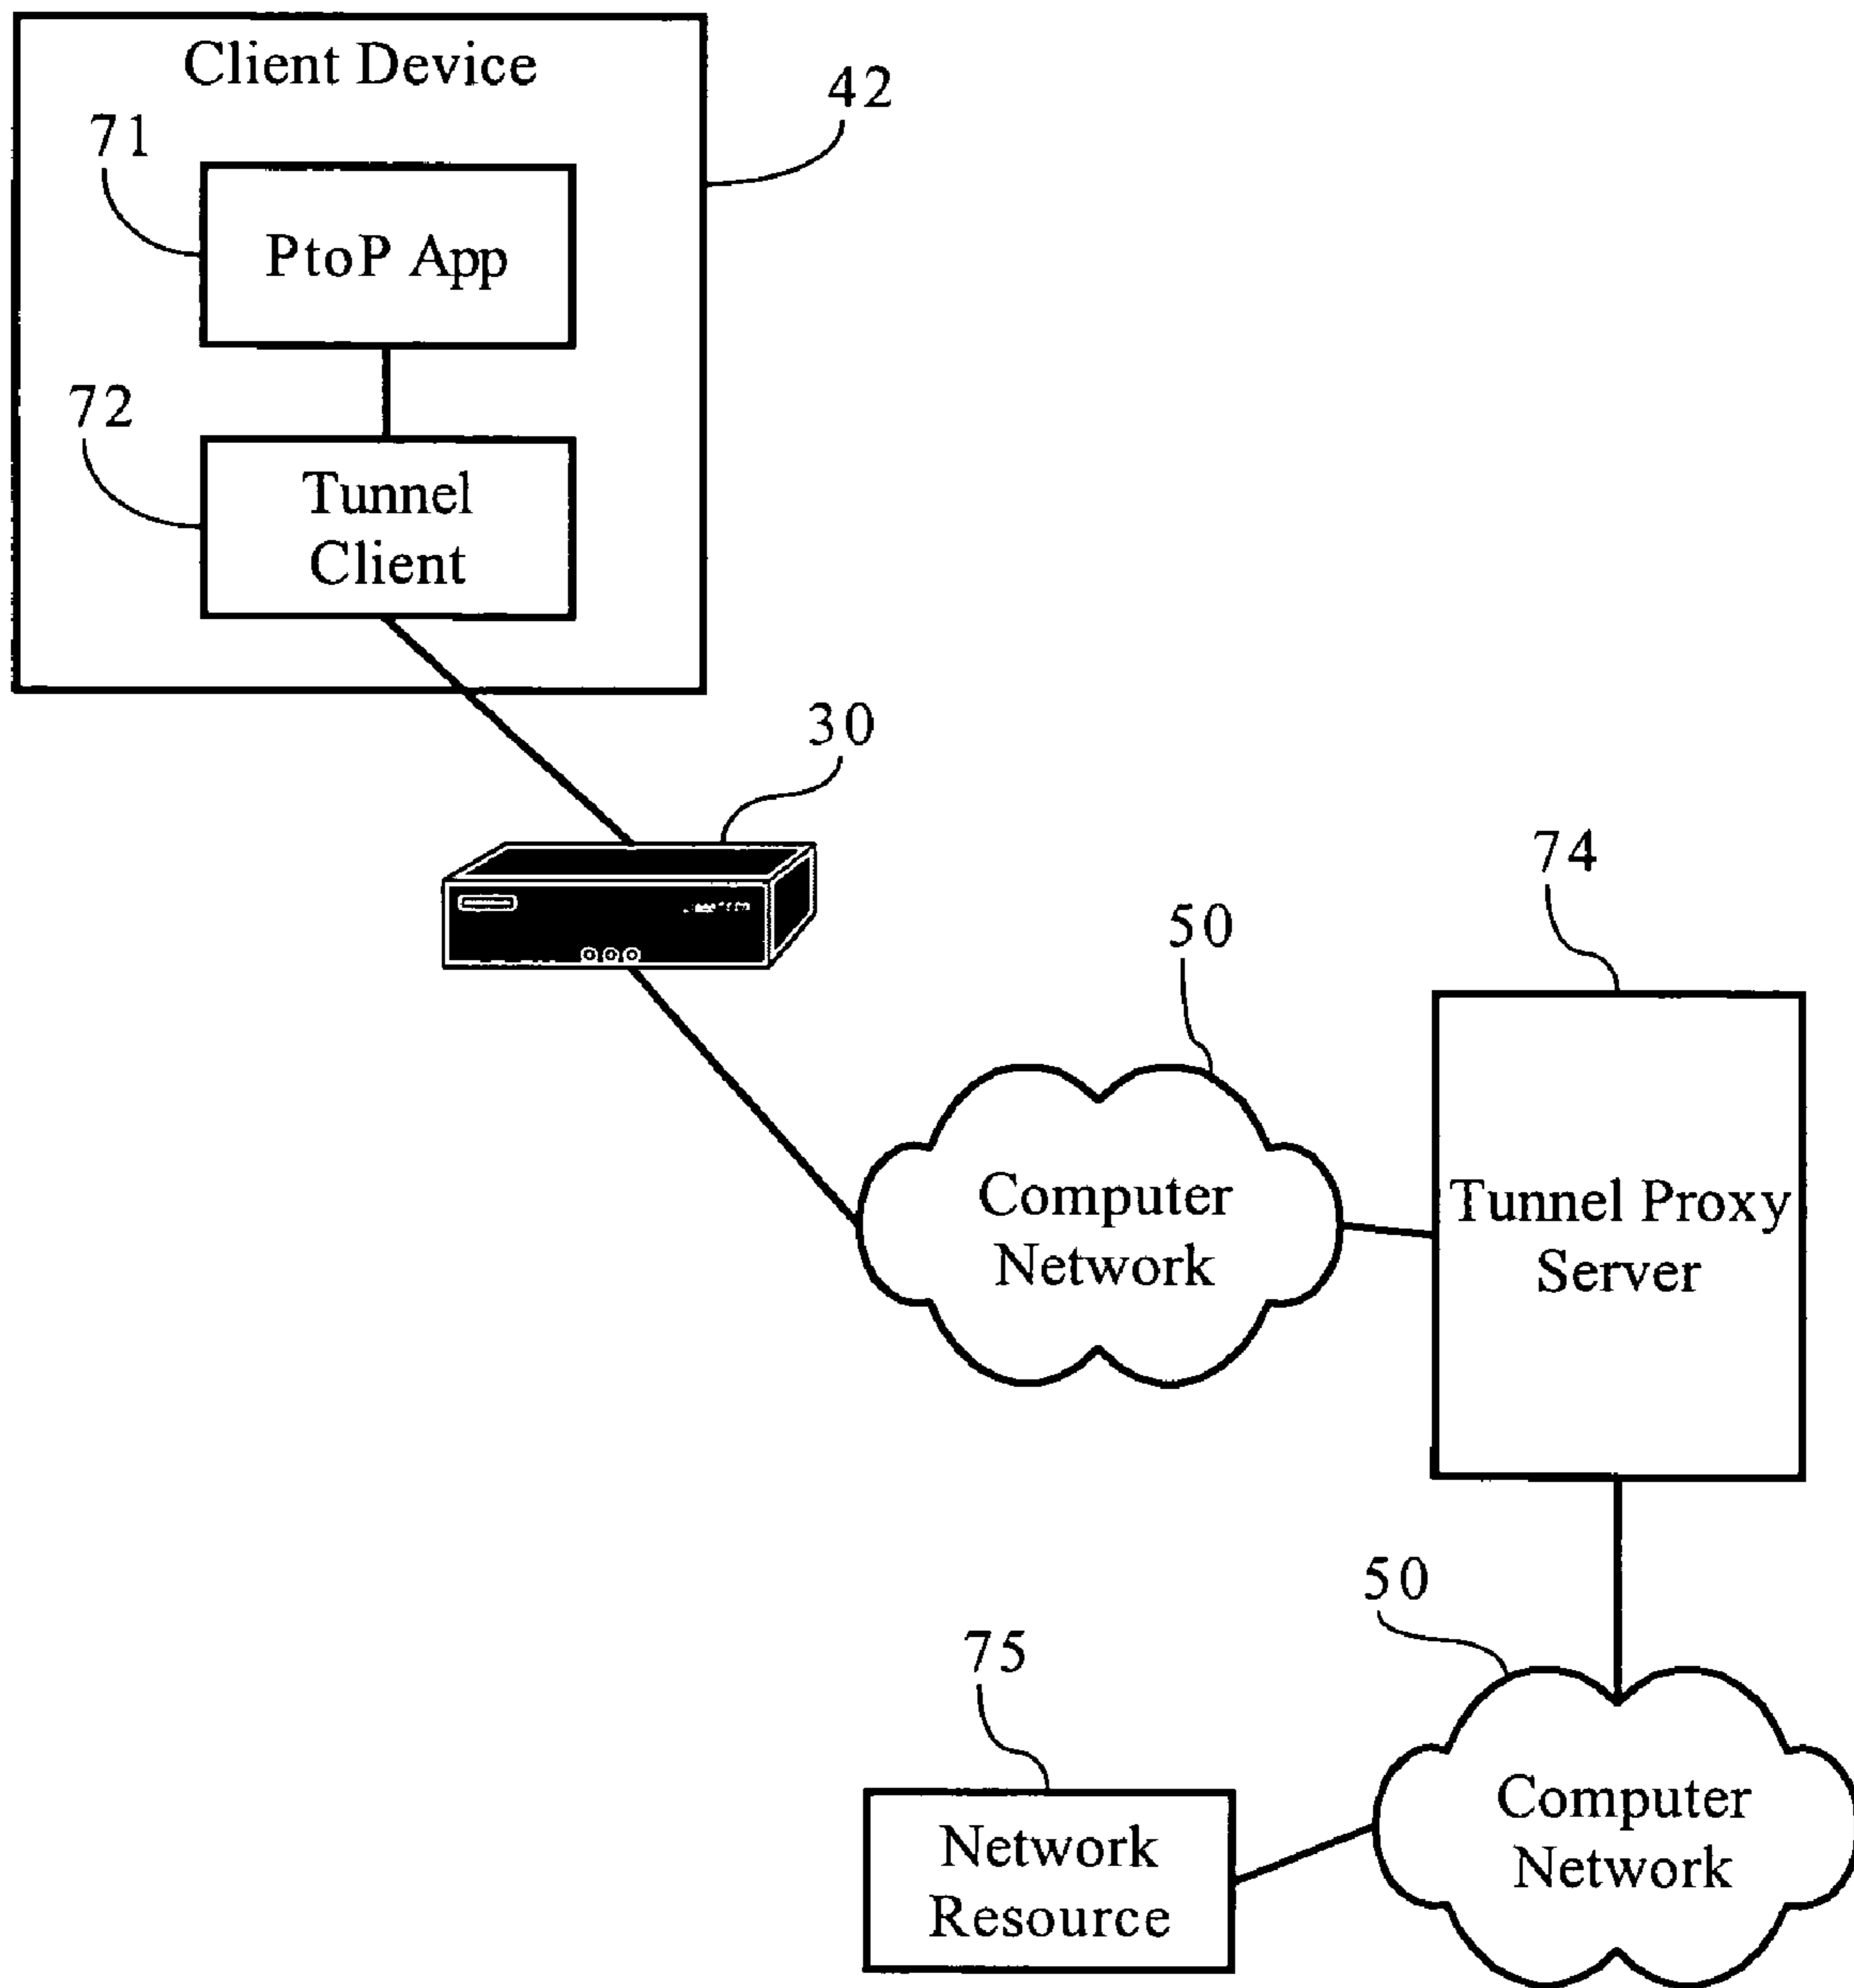 Client Device
42
71
PtoP App
72
Tunnel
Client
30
74
50
Computer
Network
Tunnel Proxy
Server
50
75
Computer
Network
Network
Resource